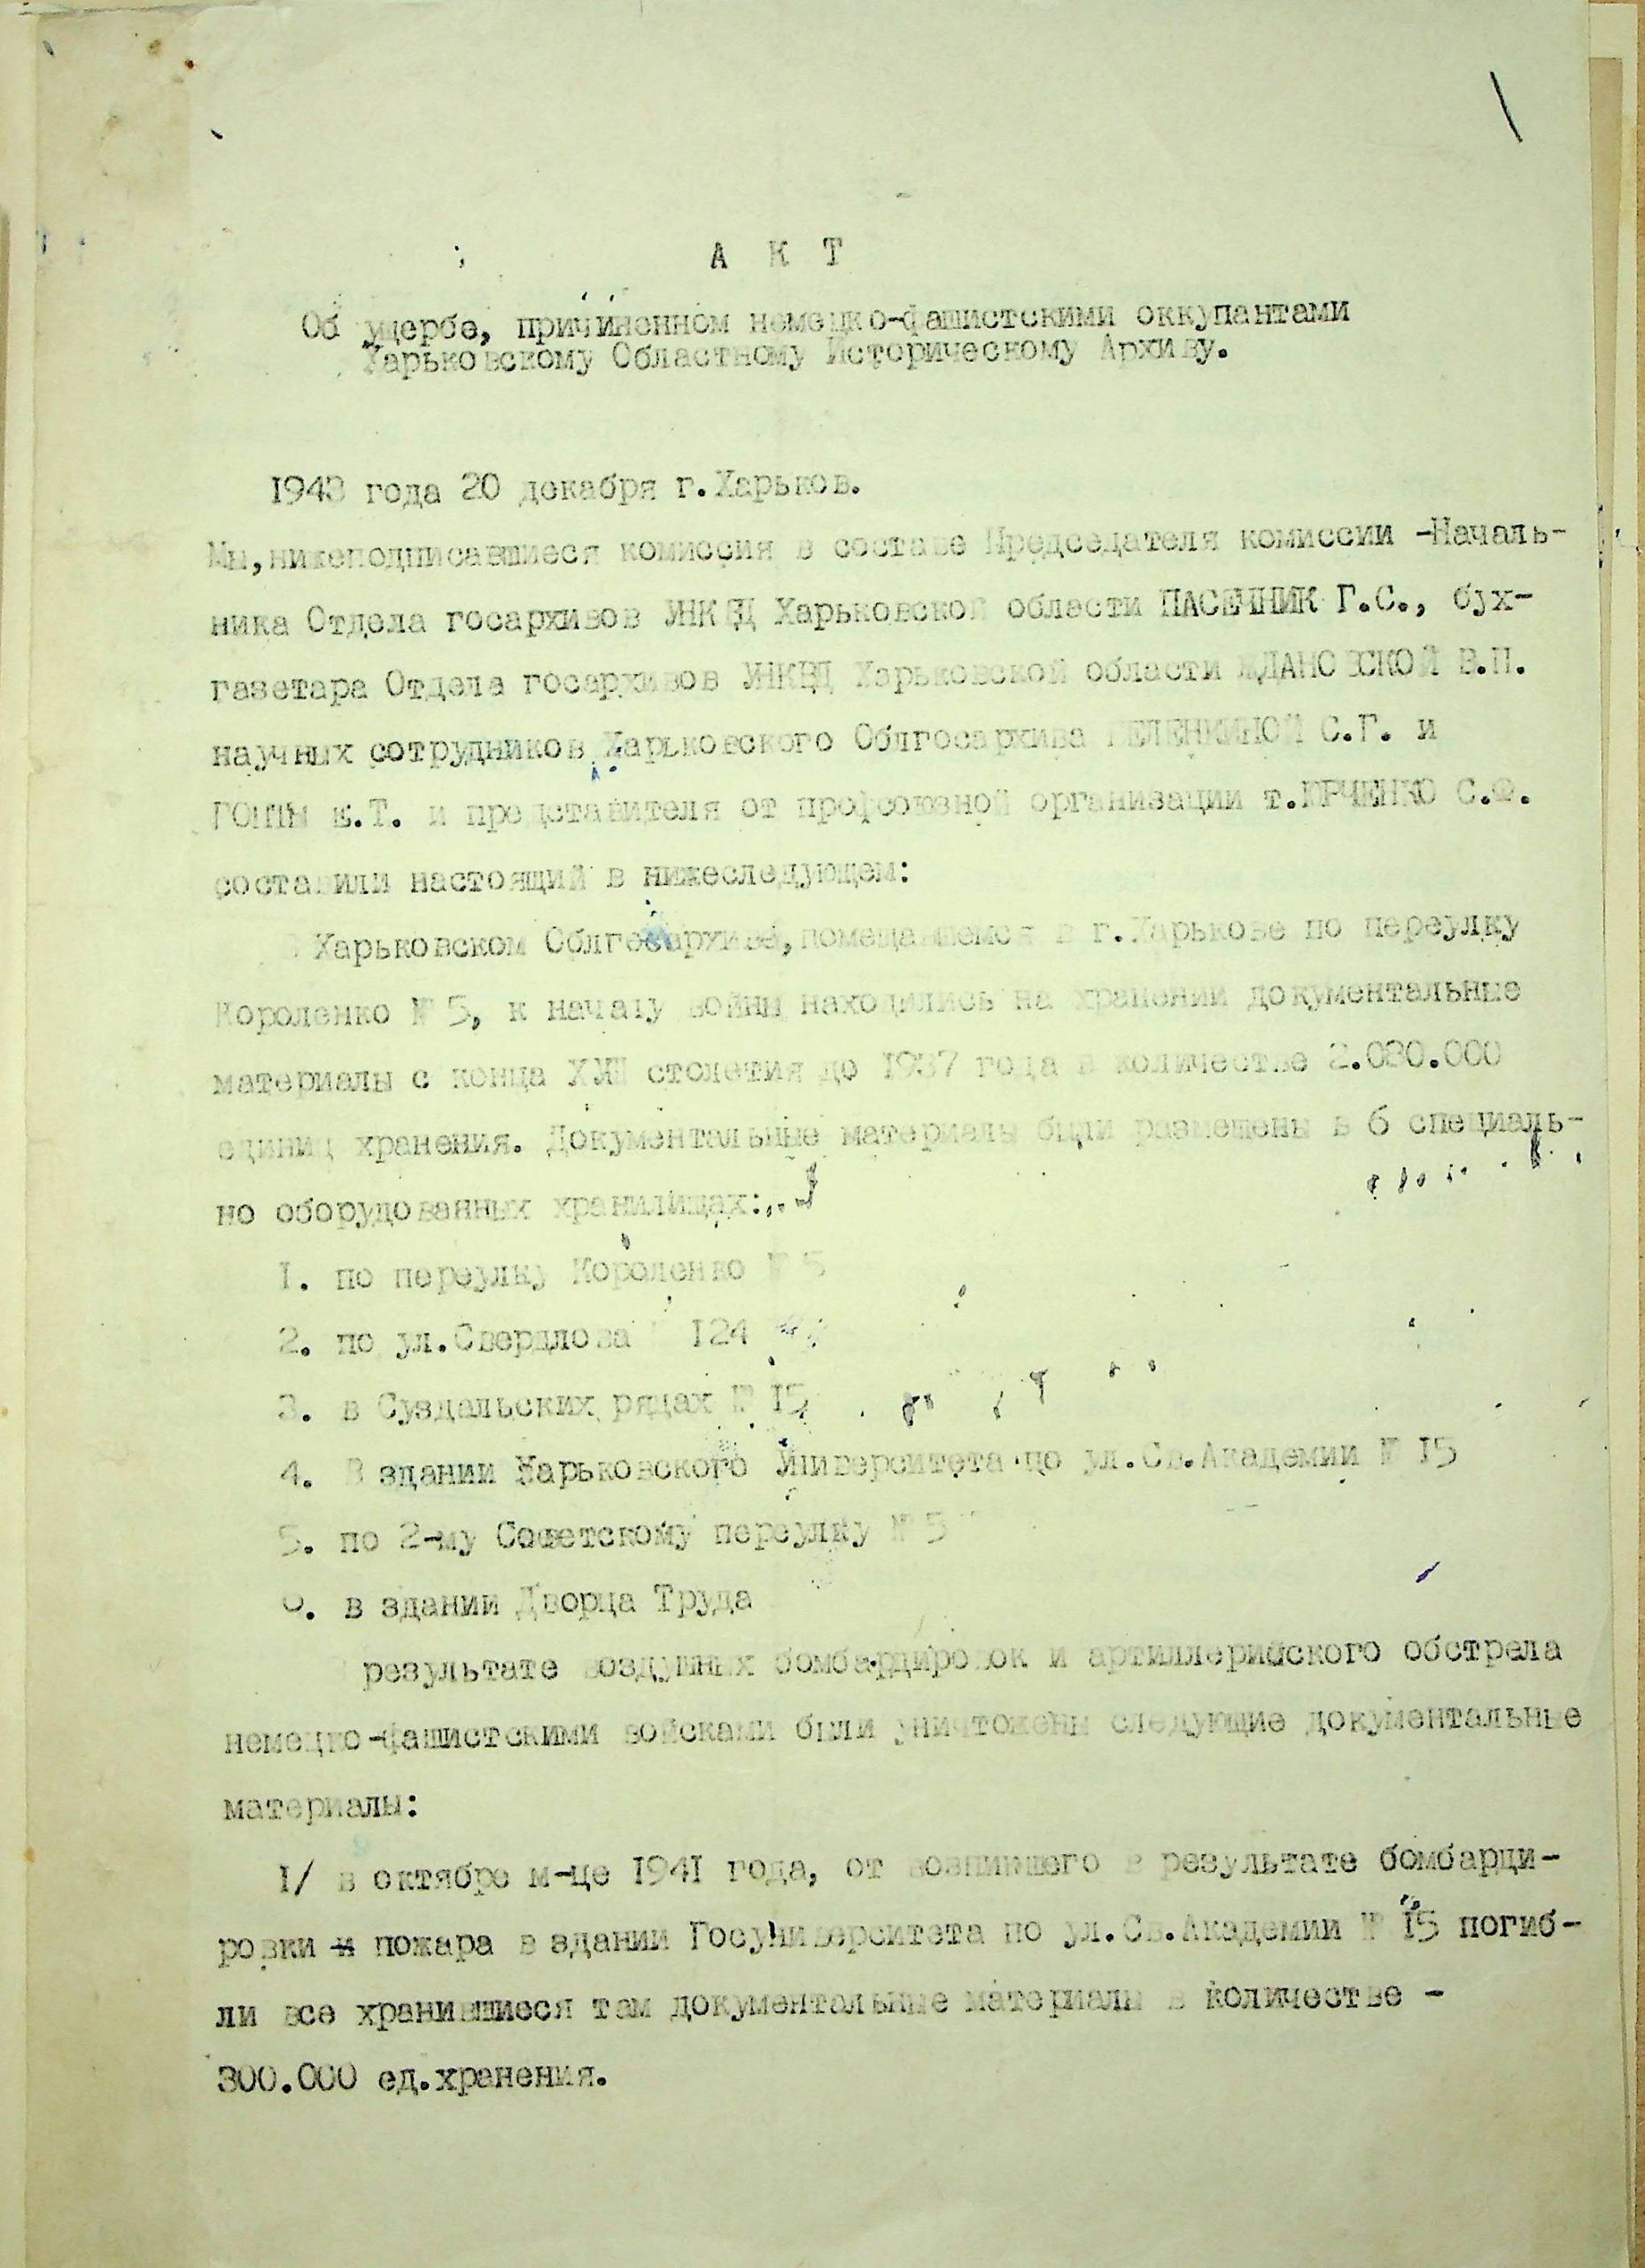 А К Т
Об ущербе, причиненном немецко-фашистскими оккупантами
Харьковскому Областному Историческому Архиву.
1943 года 20 декабря г.Харьков.
Мы, нижеподписавшиеся комиссия в составе Председателя комиссии -Началь-
ника Отдела госархивов УНКВД Харьковской области ПАСЕЧНИК Г.С., бух-
газетара Отдела госархивов УНКВД Харьковской области ЖДАНОВСКОЙ В.П.
научных сотрудников Харьковского Облгосархива С.Г. и
Т. и представителя от профсоюзной организации т. С.Ф.
составили настоящий в нижеследующем:
Харьковском Облгосархиве, помещавшемся в г.Харькове по переулку
Короленко № 5, к началу войны находились на хранении документальные
материалы с конца столетия до 1937 года в количестве 2.030.000
единиц хранения. Документальные материалы были размещены в 6 специаль-
но оборудованных хранилищах:
1. по переулку Короленко № 5
2. по ул.Свердлова 124
3. в Суздальских рядах № 15
4. В здании Харьковского Университета по ул.Св.Академии № 15
5. по 2-му Советскому переулку № 5
6. в здании Дворца Труда
результате воздушных бомбардировок и артиллерийского обстрела
немецко-фашистскими войсками были уничтожены следующие документальные
материалы:
1/ в октябре м-це 1941 года, от возникшего в результате бомбарди-
ровки и пожара в здании Госуниверситета по ул.Св.Академии № 15 погиб-
ли все хранившиеся там документальные материалы в количестве -
300.000 ед.хранения.